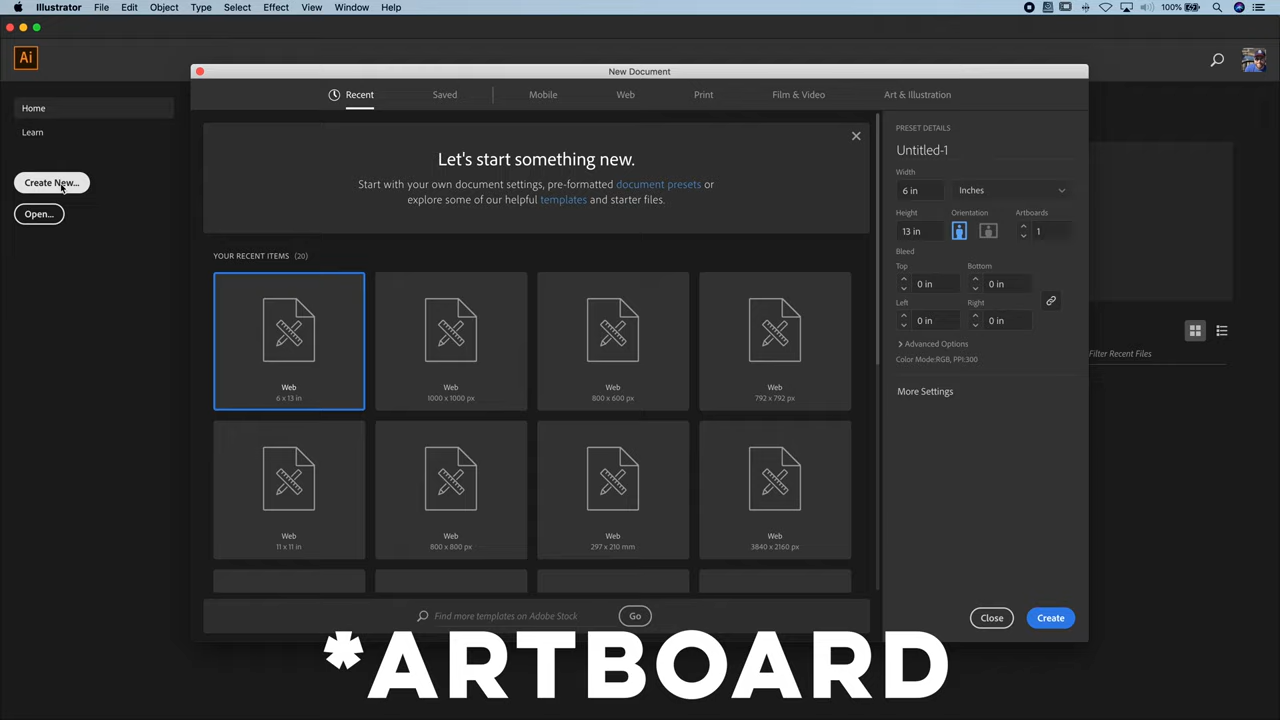 Illustrator File Edit Object Type Select Effect View Window Help 100%
Ai
Home
Learn
Create New...
Open...
New Document
Recent Saved Mobile Web Print Film & Video Art & Illustration
Let's start something new.
Start with your own document settings, pre-formatted document presets or
explore some of our helpful templates and starter files.
YOUR RECENT ITEMS (20)
Web
6 x 13 in
Web
1000 x 1000 px
Web
800 x 600 px
Web
792 x 792 px
Web
11 x 11 in
Web
800 x 800 px
Web
297 x 210 mm
Web
3840 x 2160 px
Find more templates on Adobe Stock Go
PRESET DETAILS
Untitled-1
Width
6 in Inches
Height Orientation Artboards
13 in 1
Bleed
Top Bottom
0 in 0 in
Left Right
0 in 0 in
Advanced Options
Color Mode:RGB, PPI:300
More Settings
Close Create
Filter Recent Files
*ARTBOARD